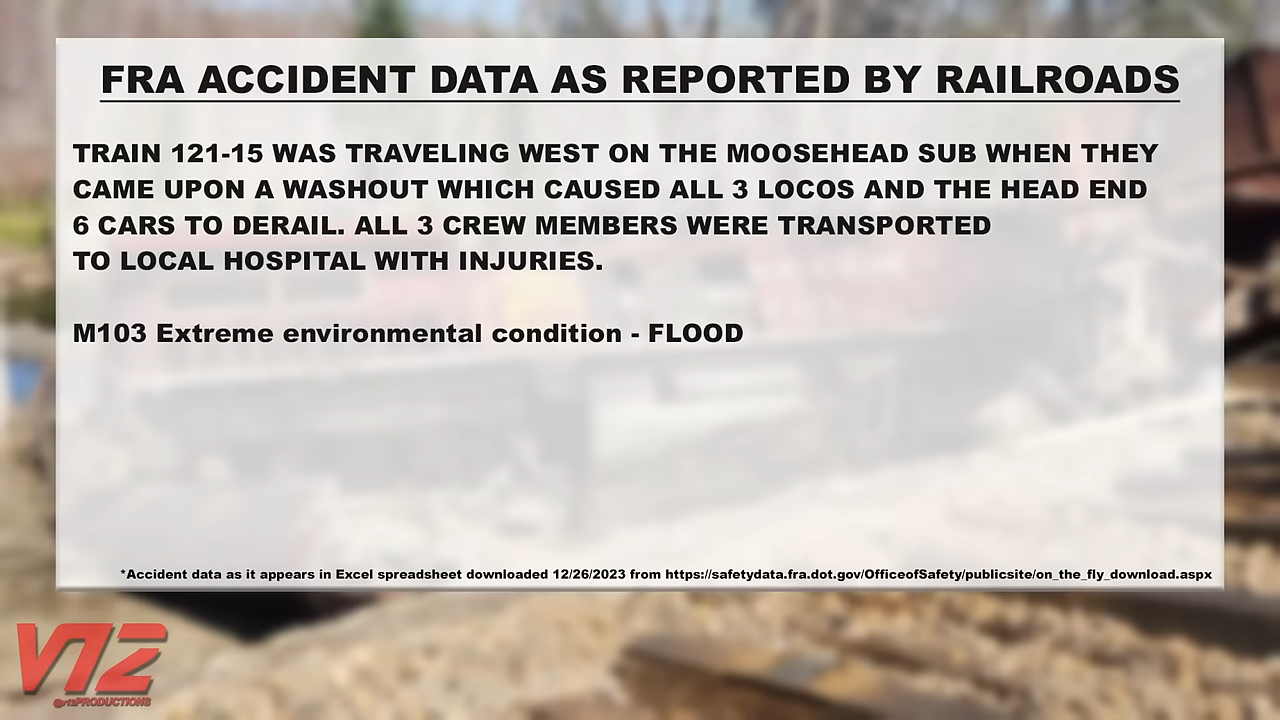 FRA ACCIDENT DATA AS REPORTED BY RAILROADS
TRAIN 121-15 WAS TRAVELING WEST ON THE MOOSEHEAD SUB WHEN THEY
CAME UPON A WASHOUT WHICH CAUSED ALL 3 LOCOS AND THE HEAD END
6 CARS TO DERAIL. ALL 3 CREW MEMBERS WERE TRANSPORTED
TO LOCAL HOSPITAL WITH INJURIES.
M103 Extreme environmental condition - FLOOD
*Accident data as it appears in Excel spreadsheet downloaded 12/26/2023 from https://safetydata.fra.dot.gov/OfficeofSafety/publicsite/on_the_fly_download.aspx
V12
@v12PRODUCTIONS